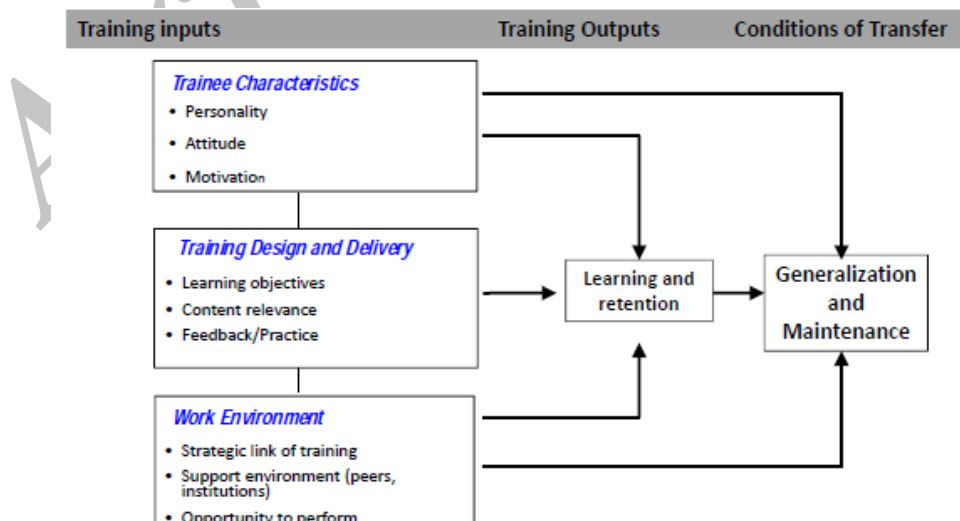 Training inputs Training Outputs Conditions of Transfer
Trainee Characteristics
• Personality
• Attitude
• Motivation
Training Design and Delivery
• Learning objectives
• Content relevance
• Feedback/Practice
Learning and
retention
Generalization
and
Maintenance
Work Environment
• Strategic link of training
• Support environment (peers,
institutions)
• Opportunity to perform